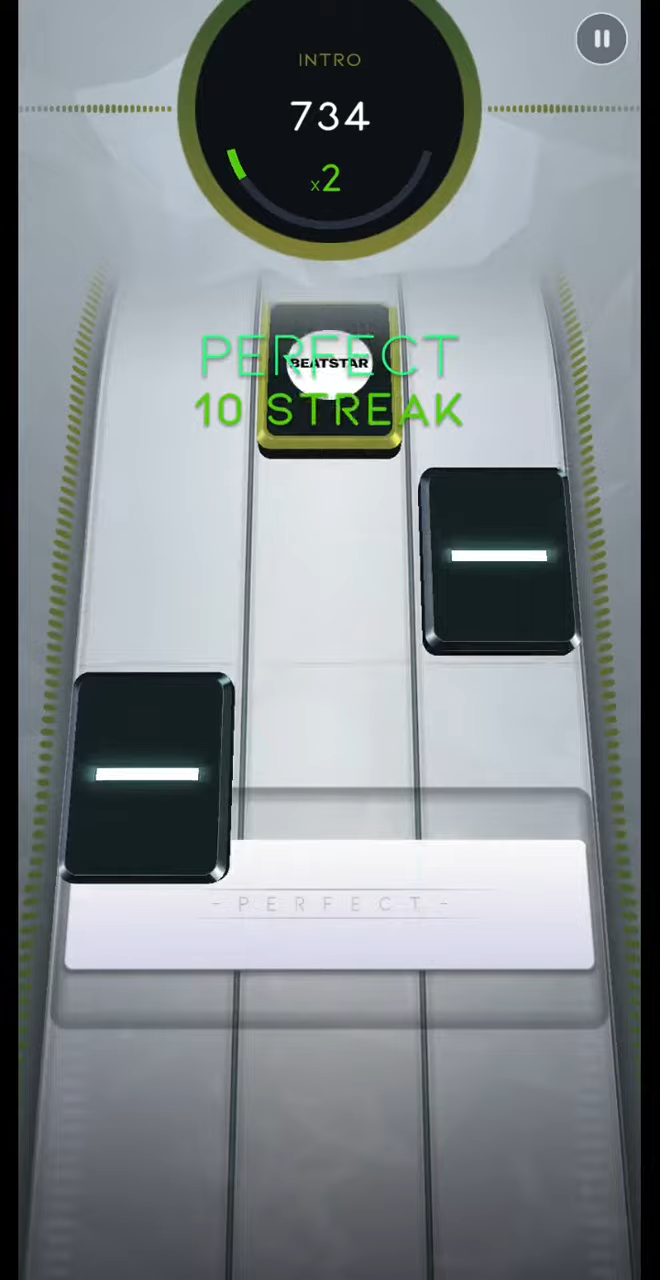 INTRO
734
x2
PERFECT
BEATSTAR
10 STREAK
- PERFECT -